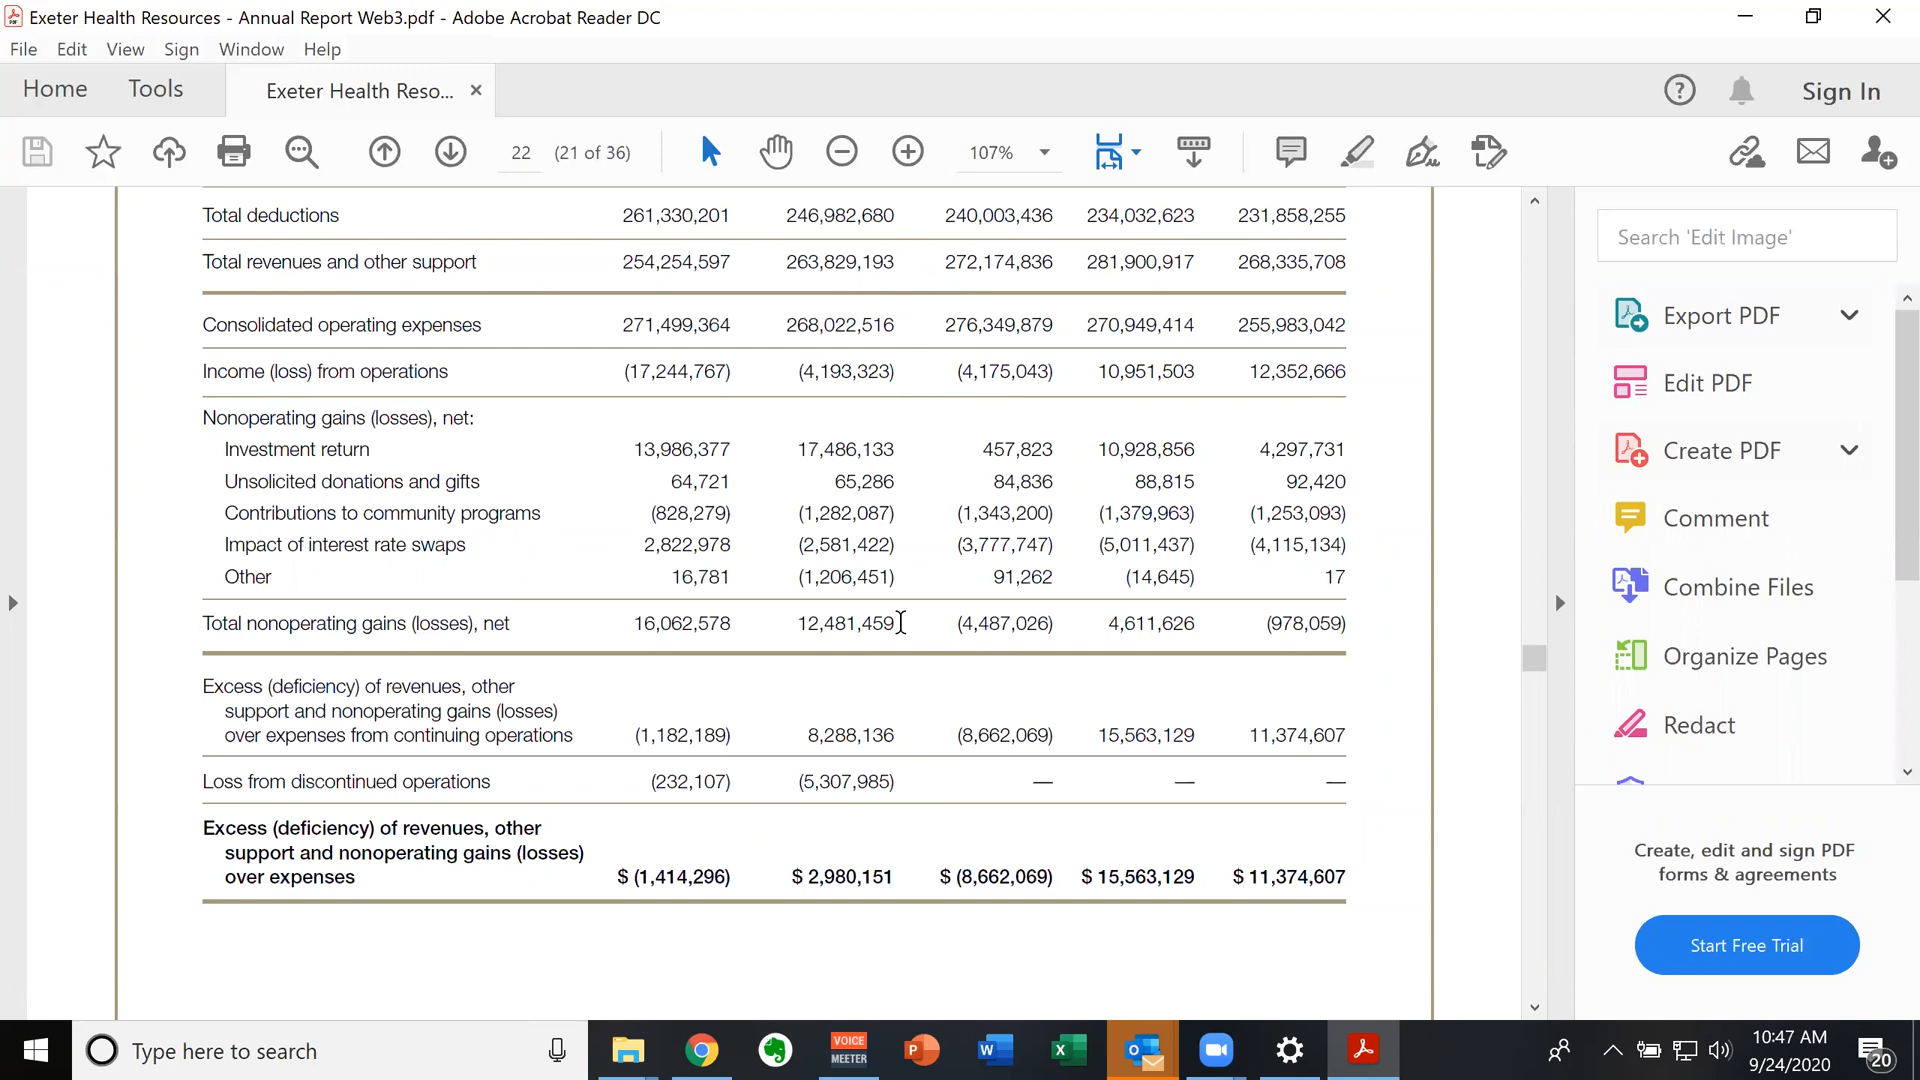 Exeter Health Resources - Annual Report Web3.pdf - Adobe Acrobat Reader DC
File Edit View Sign Window Help
Home Tools Exeter Health Reso... × Sign In
22 (21 of 36) 107%
Total deductions 261,330,201 246,982,680 240,003,436 234,032,623 231,858,255
Total revenues and other support 254,254,597 263,829,193 272,174,836 281,900,917 268,335,708
Consolidated operating expenses 271,499,364 268,022,516 276,349,879 270,949,414 255,983,042
Income (loss) from operations (17,244,767) (4,193,323) (4,175,043) 10,951,503 12,352,666
Nonoperating gains (losses), net:
Investment return 13,986,377 17,486,133 457,823 10,928,856 4,297,731
Unsolicited donations and gifts 64,721 65,286 84,836 88,815 92,420
Contributions to community programs (828,279) (1,282,087) (1,343,200) (1,379,963) (1,253,093)
Impact of interest rate swaps 2,822,978 (2,581,422) (3,777,747) (5,011,437) (4,115,134)
Other 16,781 (1,206,451) 91,262 (14,645) 17
Total nonoperating gains (losses), net 16,062,578 12,481,459 (4,487,026) 4,611,626 (978,059)
Excess (deficiency) of revenues, other
support and nonoperating gains (losses)
over expenses from continuing operations (1,182,189) 8,288,136 (8,662,069) 15,563,129 11,374,607
Loss from discontinued operations (232,107) (5,307,985) — — —
Excess (deficiency) of revenues, other
support and nonoperating gains (losses)
over expenses $ (1,414,296) $ 2,980,151 $ (8,662,069) $ 15,563,129 $ 11,374,607
Search 'Edit Image'
Export PDF
Edit PDF
Create PDF
Comment
Combine Files
Organize Pages
Redact
Create, edit and sign PDF
forms & agreements
Start Free Trial
Type here to search
VOICE
MEETER
10:47 AM
9/24/2020
20